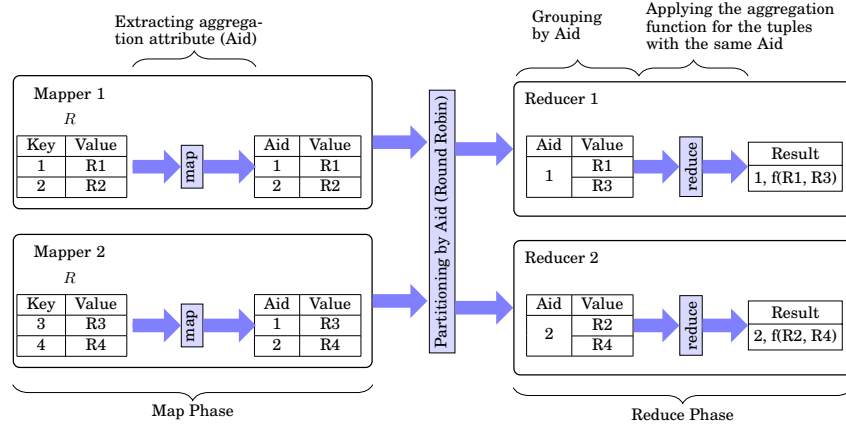 Extracting aggrega-
tion attribute (Aid)
Grouping
by Aid
Applying the aggregation
function for the tuples
with the same Aid
Mapper 1
R
Key Value
1 R1
2 R2
map
Aid Value
1 R1
2 R2
Mapper 2
R
Key Value
3 R3
4 R4
map
Aid Value
1 R3
2 R4
Partitioning by Aid (Round Robin)
Reducer 1
Aid Value
1 R1
R3
reduce
Result
1, f(R1, R3)
Reducer 2
Aid Value
2 R2
R4
reduce
Result
2, f(R2, R4)
Map Phase
Reduce Phase